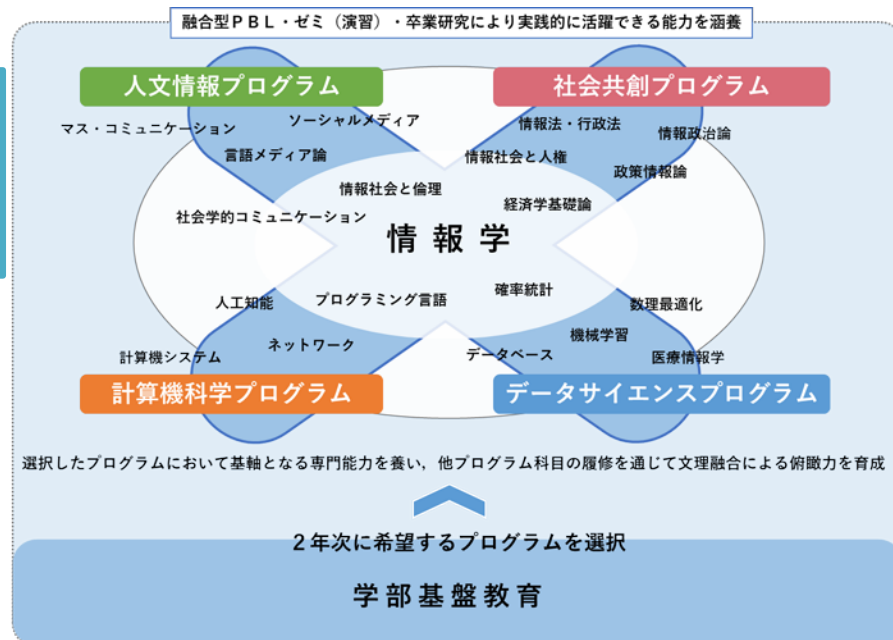 融合型ＰＢＬ・ゼミ（演習）・卒業研究により実践的に活躍できる能力を涵養
人文情報プログラム
社会共創プログラム
マス・コミュニケーション
ソーシャルメディア
言語メディア論
情報法・行政法
情報政治論
情報社会と人権
政策情報論
情報社会と倫理
社会学的コミュニケーション
経済学基礎論
情報学
人工知能
プログラミング言語
確率統計
数理最適化
計算機システム
ネットワーク
データベース
機械学習
医療情報学
計算機科学プログラム
データサイエンスプログラム
選択したプログラムにおいて基軸となる専門能力を養い，他プログラム科目の履修を通じて文理融合による俯瞰力を育成
２年次に希望するプログラムを選択
学部基盤教育